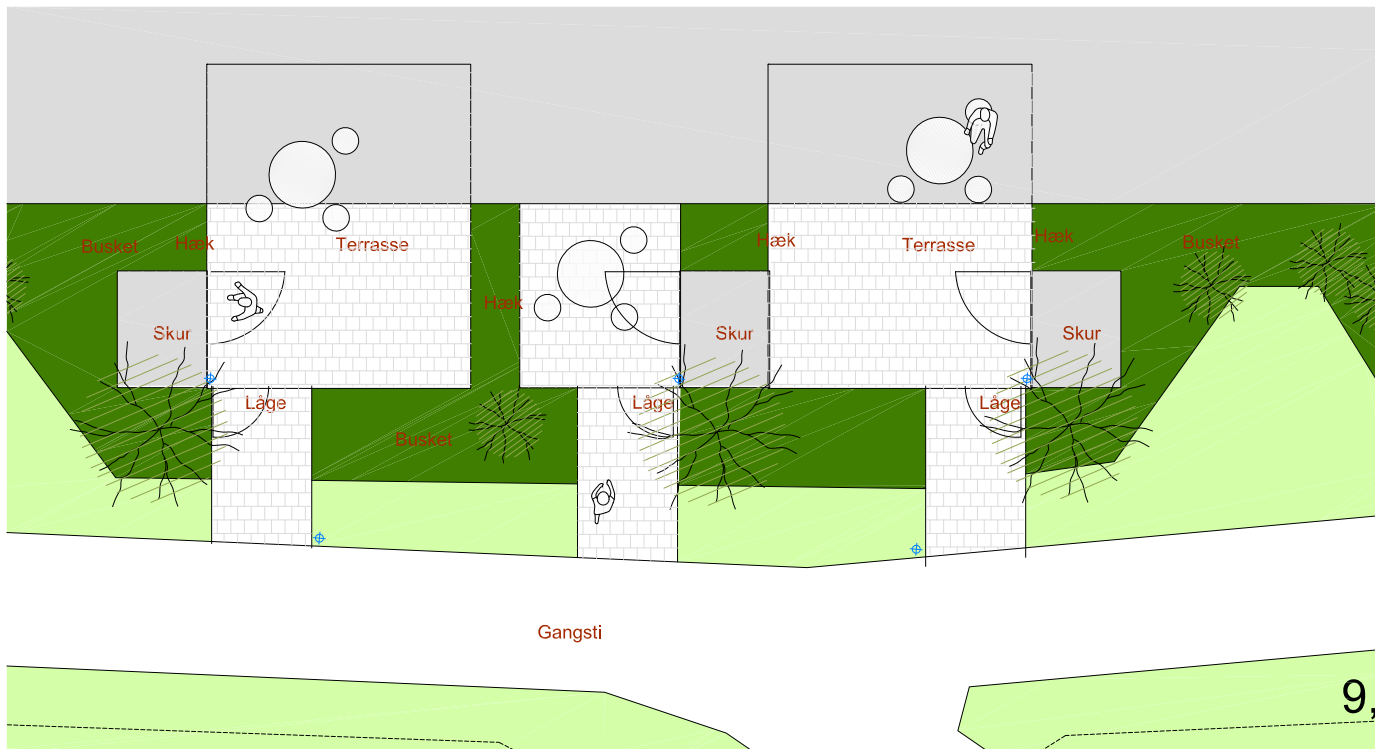 Busket
Hæk
Terrasse
Hæk
Terrasse
Hæk
Busket
Hæk
Skur
Skur
Skur
Låge
Låge
Låge
Busket
Gangsti
9,